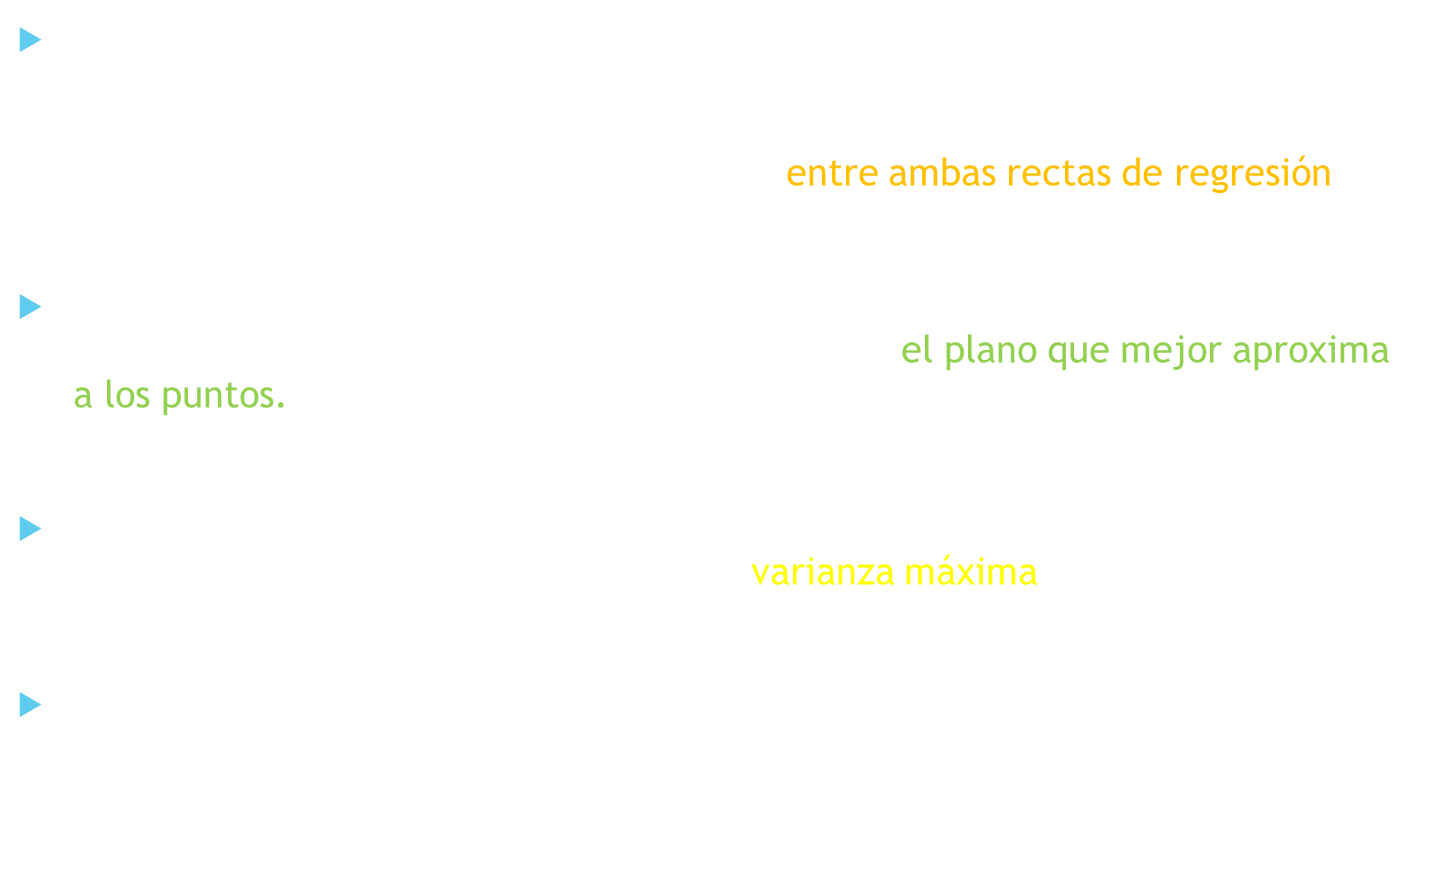 entre ambas rectas de regresión
el plano que mejor aproxima
a los puntos.
varianza máxima